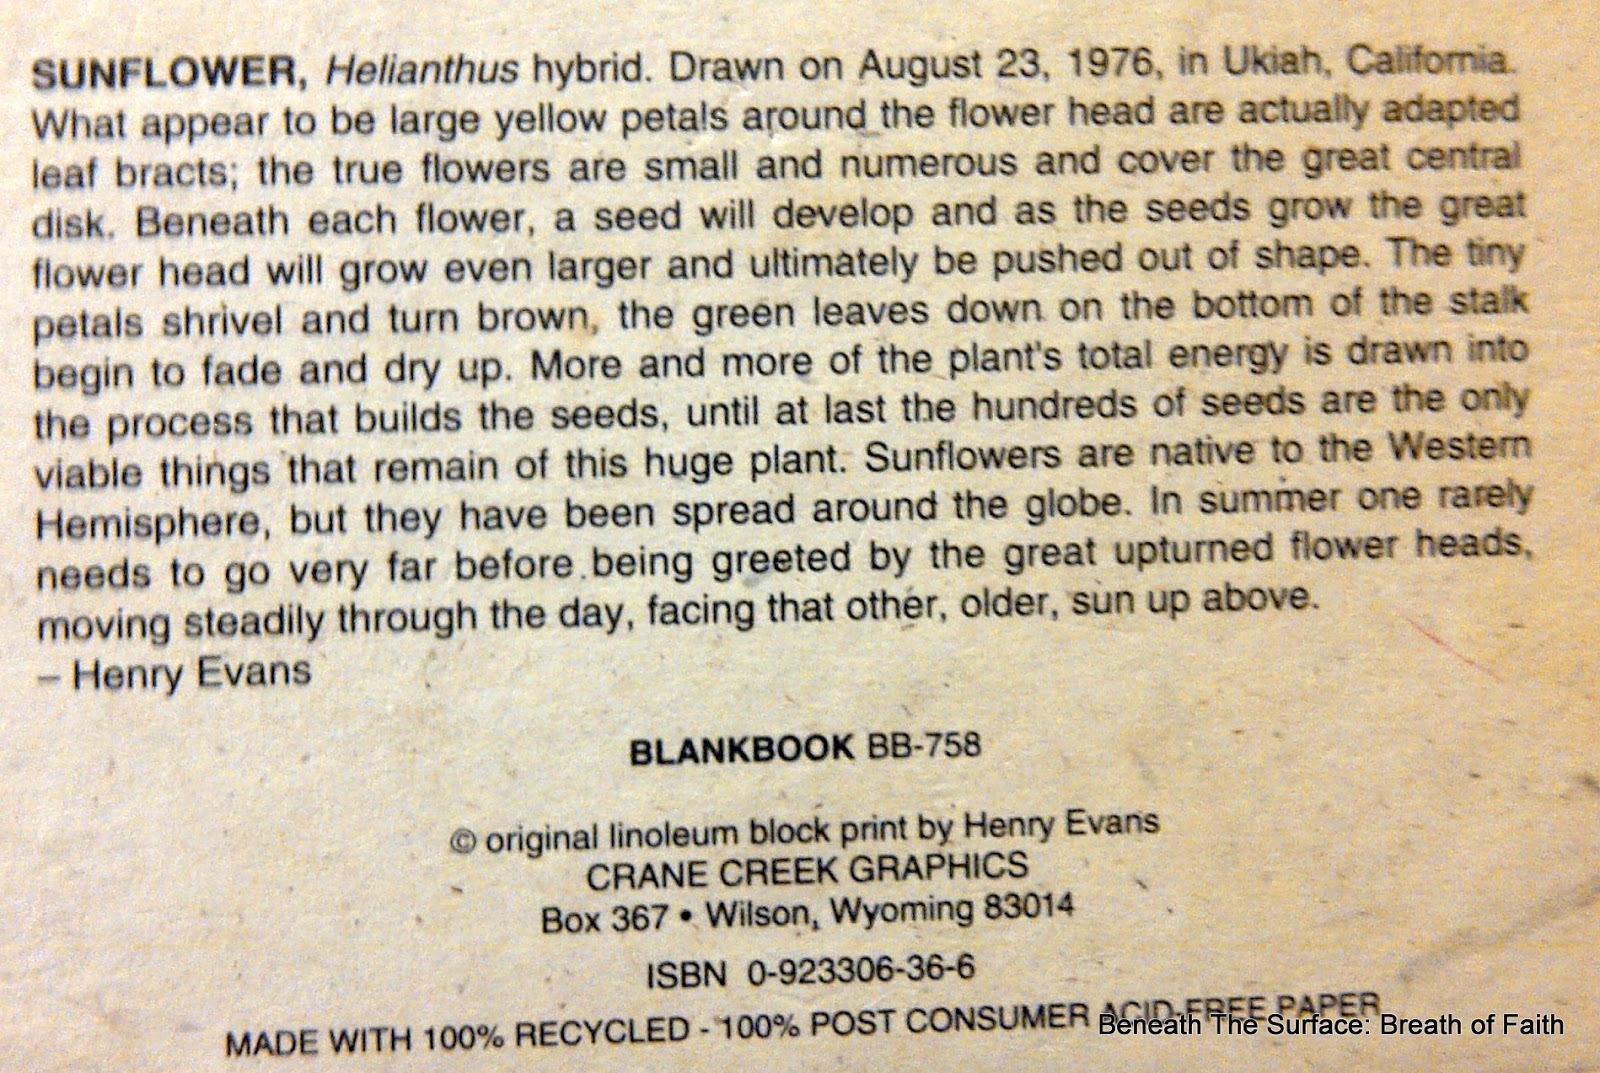 SUNFLOWER, Helianthus hybrid. Drawn on August 23, 1976, in Ukiah, California.
What appear to be large yellow petals around the flower head are actually adapted
leaf bracts; the true flowers are small and numerous and cover the great central
disk. Beneath each flower, a seed will develop and as the seeds grow the great
flower head will grow even larger and ultimately be pushed out of shape. The tiny
petals shrivel and turn brown, the green leaves down on the bottom of the stalk
begin to fade and dry up. More and more of the plant's total energy is drawn into
the process that builds the seeds, until at last the hundreds of seeds are the only
viable things that remain of this huge plant. Sunflowers are native to the Western
Hemisphere, but they have been spread around the globe. In summer one rarely
needs to go very far before being greeted by the great upturned flower heads,
moving steadily through the day, facing that other, older, sun up above.
– Henry Evans
BLANKBOOK BB-758
© original linoleum block print by Henry Evans
CRANE CREEK GRAPHICS
Box 367 • Wilson, Wyoming 83014
ISBN 0-923306-36-6
MADE WITH 100% RECYCLED - 100% POST CONSUMER ACID-FREE PAPER
Beneath The Surface: Breath of Faith